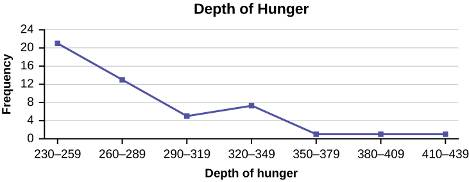 Depth of Hunger
24
20
16
12
8
4
0
Frequency
230–259 260–289 290–319 320–349 350–379 380–409 410–439
Depth of hunger